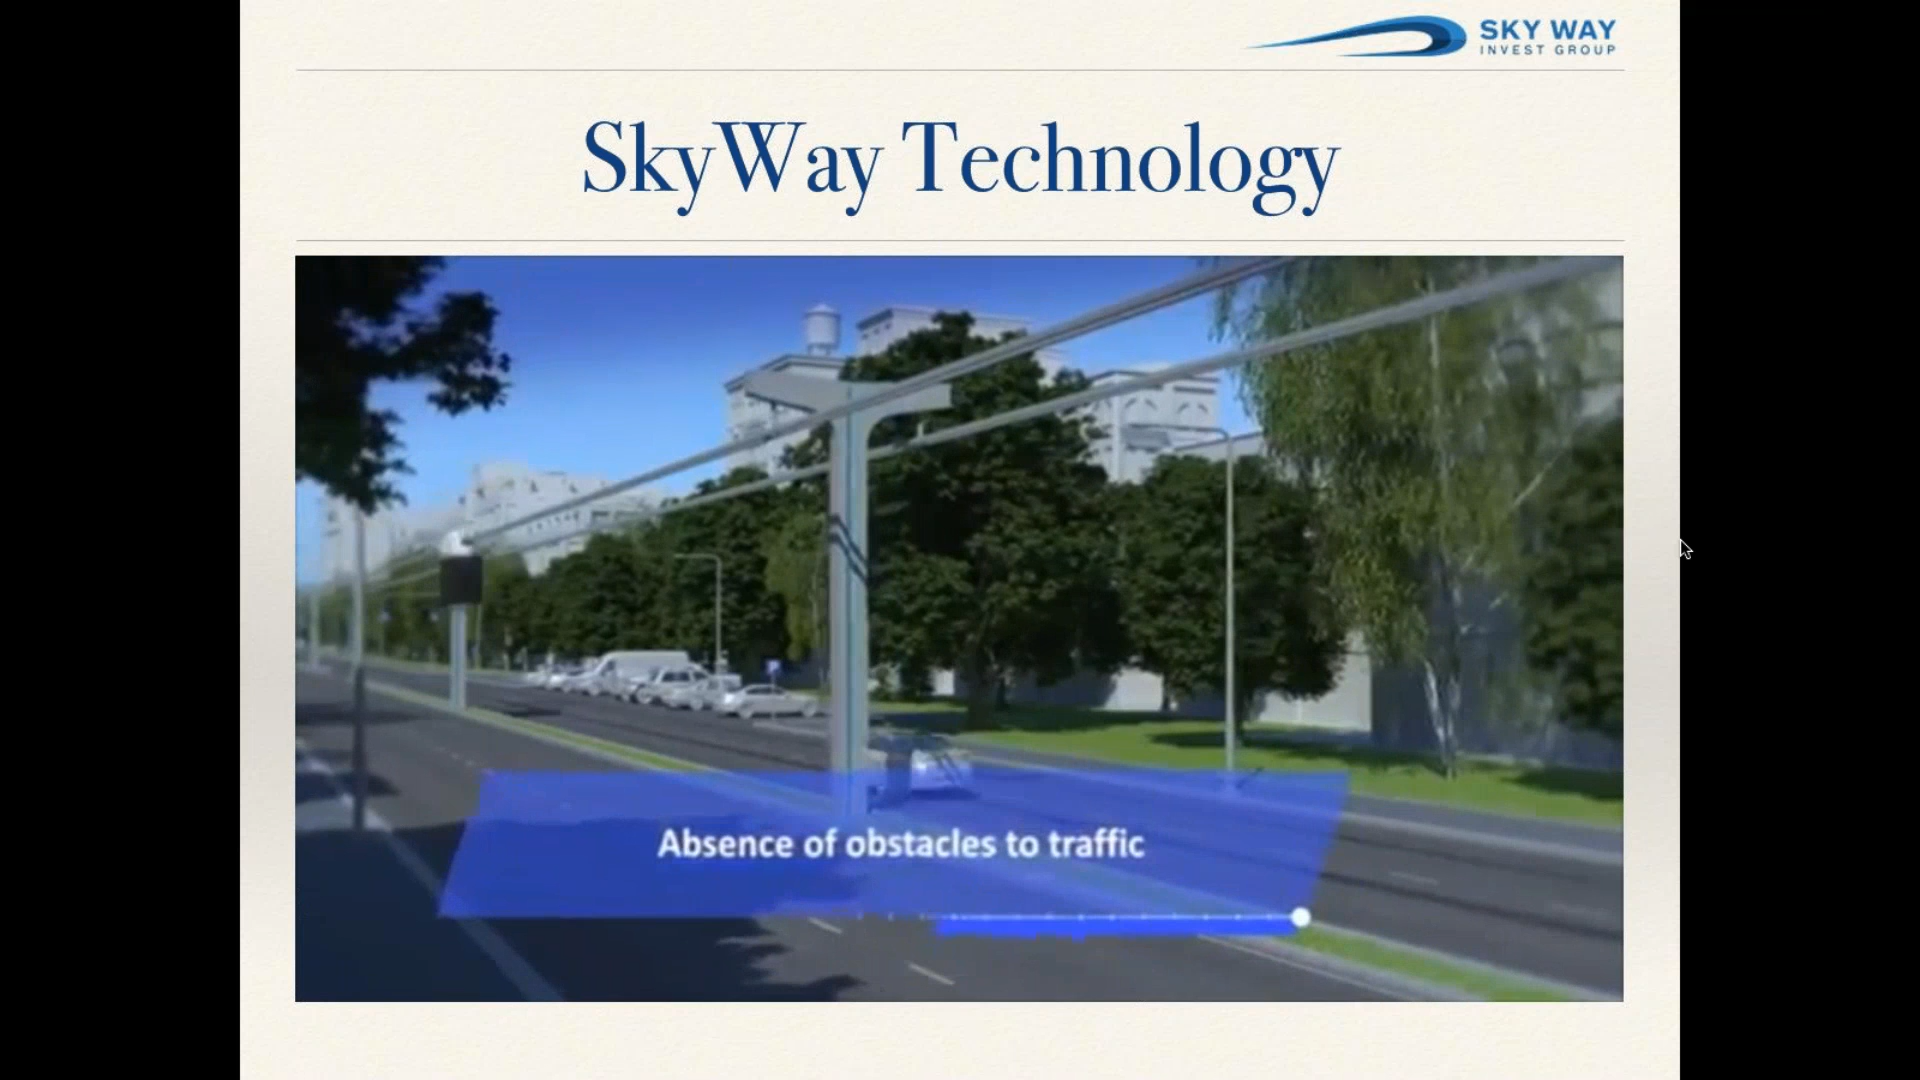 SKY WAY
INVEST GROUP
SkyWay Technology
Absence of obstacles to traffic